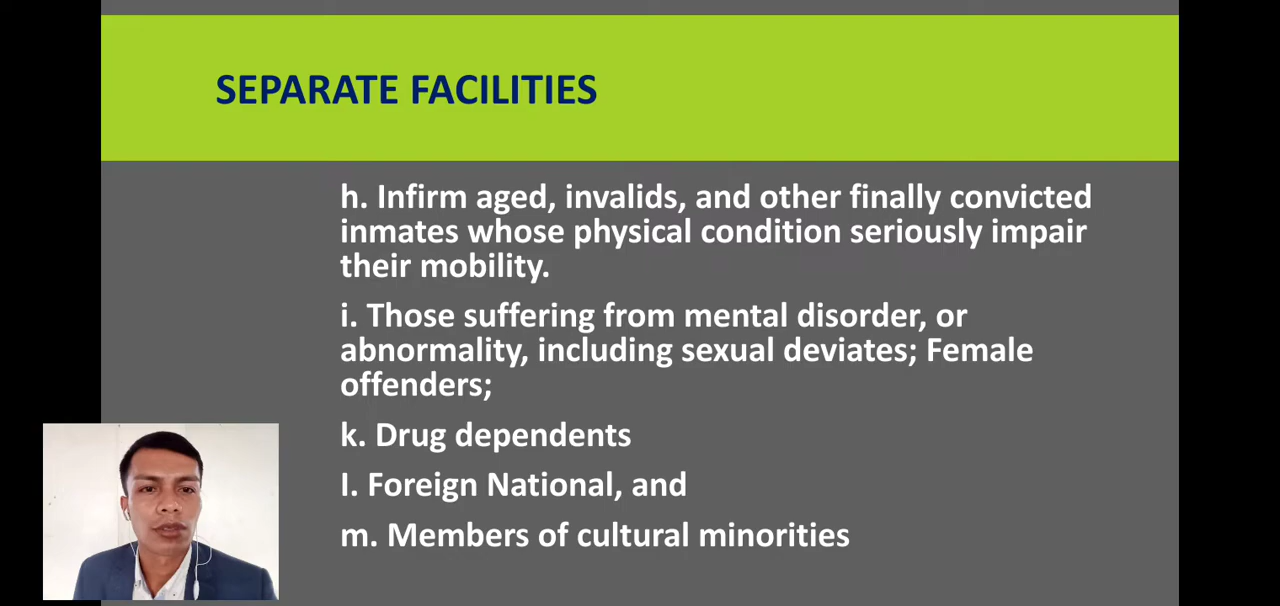 SEPARATE FACILITIES
h. Infirm aged, invalids, and other finally convicted
inmates whose physical condition seriously impair
their mobility.
i. Those suffering from mental disorder, or
abnormality, including sexual deviates; Female
offenders;
k. Drug dependents
I. Foreign National, and
m. Members of cultural minorities